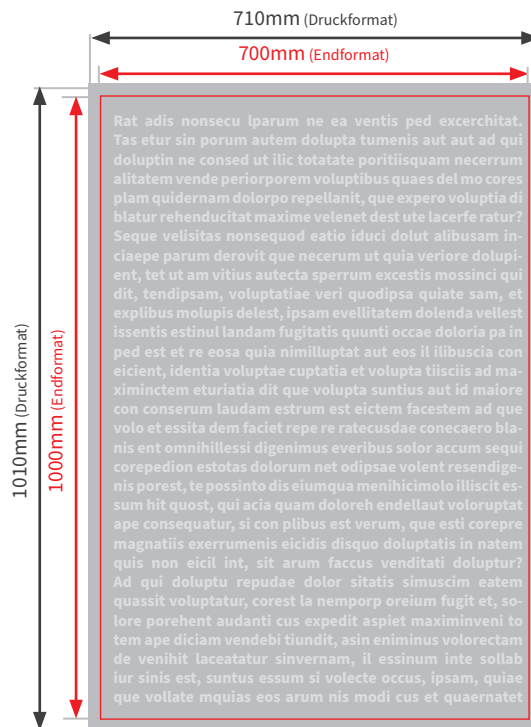 710mm (Druckformat)
700mm (Endformat)
1010mm (Druckformat)
1000mm (Endformat)
Rat adis nonsecu lparum ne ea ventis ped excerchitat.
Tas etur sin porum autem dolupta tumenis aut aut ad qui
doluptin ne consed ut ilic totatate poritiisquam necerrum
alitatem vende periorporem voluptibus quaes del mo cores
plam quidernam dolorpo repellanit, que expero voluptia di
blatur rehenducitat maxime velenet dest ute lacerfe ratur?
Seque velisitas nonsequod eatio iduci dolut alibusam in-
ciaepe parum derovit que necerum ut quia veriore dolupi-
ent, tet ut am vitius autecta sperrum excestis mossinci qui
dit, tendipsam, voluptatiae veri quodipsa quiate sam, et
explibus molupis delest, ipsam evellitatem dolenda vellest
issentis estinul landam fugitatis quunti occae doloria pa in
ped est et re eosa quia nimilluptat aut eos il ilibuscia con
eicient, identia voluptae cuptatia et volupta tiisciis ad ma-
ximinctem eturiatia dit que volupta suntius aut id maiore
con conserum laudam estrum est eictem facestem ad que
volo et essita dem faciet repe re ratecusdae conecaero bla-
nis ent omnihillessi digenimus everibus solor accum sequi
corepedion estotas dolorum net odipsae volent resendige-
nis porest, te possinto dis eiumqua menihicimolo illiscit es-
sum hit quost, qui acia quam doloreh endellaut voloruptat
ape consequatur, si con plibus est verum, que esti corepre
magnatiis exerrumenis eicidis disquo doluptatis in natem
quis non eicil int, sit arum faccus venditati doluptur?
Ad qui doluptu repudae dolor sitatis simuscim eatem
quassit voluptatur, corest la nemporp oreium fugit et, so-
lore porehent audanti cus expedit aspiet maximinveni to
tem ape diciam vendebi tiundit, asin eniminus volorectam
de venihit laceatatur sinvernam, il essinum inte sollab
iur sinis est, suntus essum si volecte occus, ipsam, quiae
que vollate mquias eos arum nis modi cus et quaernatet